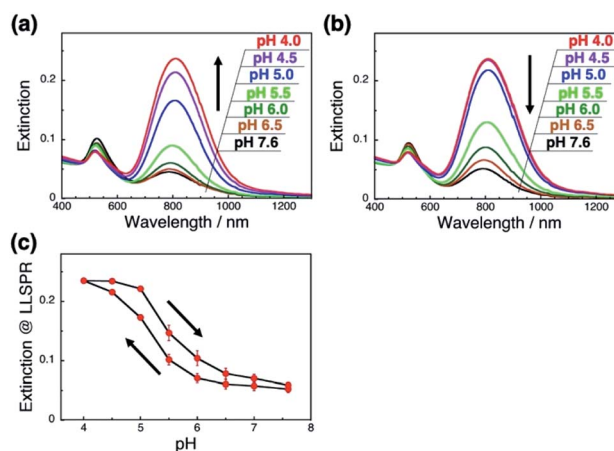 (a)
pH 4.0
pH 4.5
pH 5.0
pH 5.5
pH 6.0
pH 6.5
pH 7.6
Extinction
0.2
0.1
0
400 600 800 1000 1200
Wavelength / nm
(b)
pH 4.0
pH 4.5
pH 5.0
pH 5.5
pH 6.0
pH 6.5
pH 7.6
Extinction
0.2
0.1
0
400 600 800 1000 1200
Wavelength / nm
(c)
Extinction @ LLSPR
0.2
0.1
0
4 5 6 7 8
pH